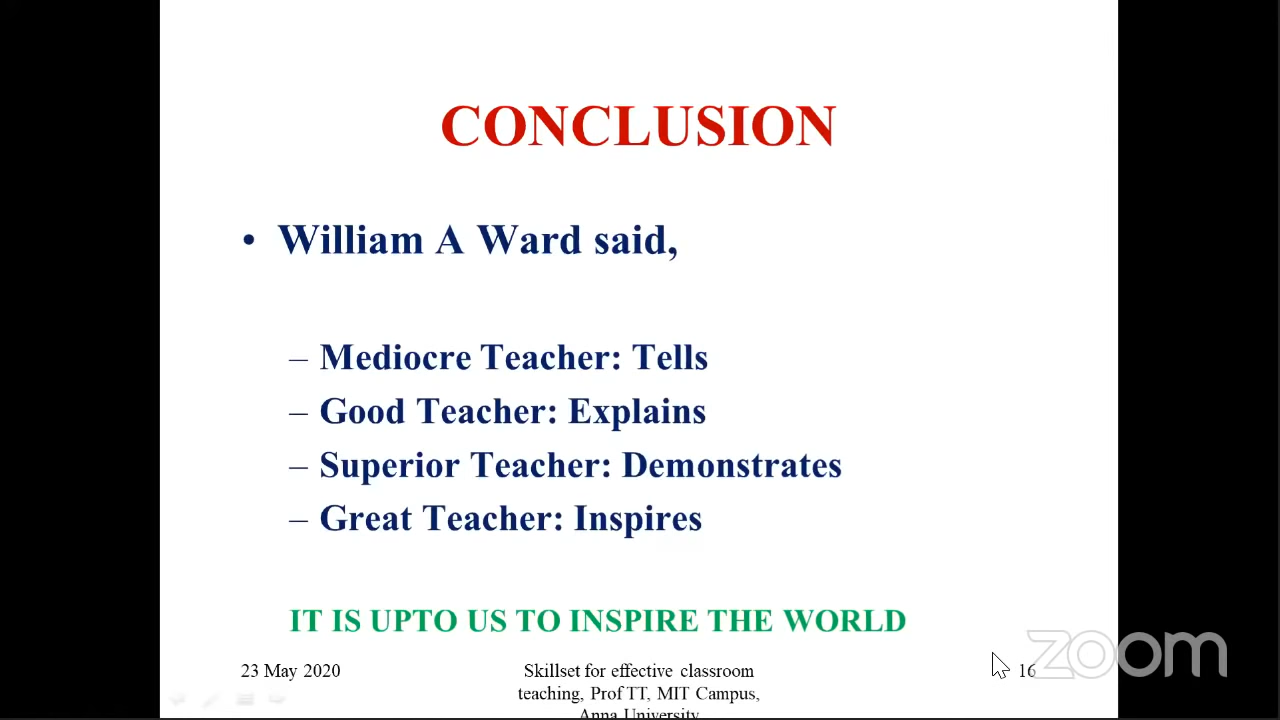 CONCLUSION
• William A Ward said,
– Mediocre Teacher: Tells
– Good Teacher: Explains
– Superior Teacher: Demonstrates
– Great Teacher: Inspires
IT IS UPTO US TO INSPIRE THE WORLD
23 May 2020
Skillset for effective classroom
teaching, Prof TT, MIT Campus,
Anna University
16
zoom